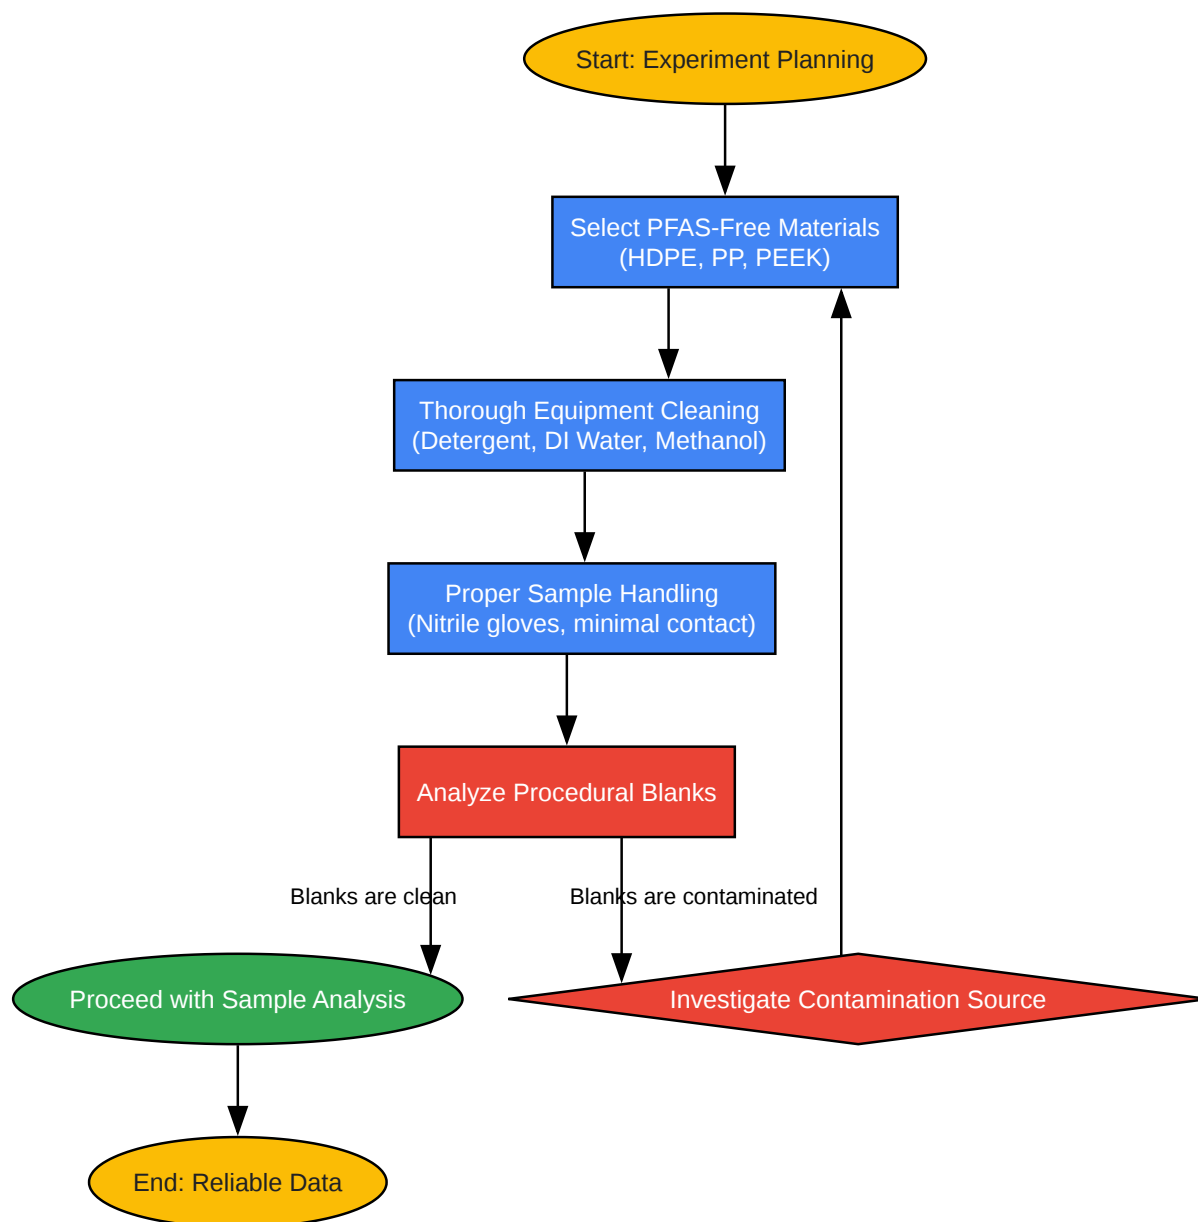 Start: Experiment Planning
Select PFAS-Free Materials
(HDPE, PP, PEEK)
Thorough Equipment Cleaning
(Detergent, DI Water, Methanol)
Proper Sample Handling
(Nitrile gloves, minimal contact)
Analyze Procedural Blanks
Blanks are clean
Blanks are contaminated
Proceed with Sample Analysis
Investigate Contamination Source
End: Reliable Data